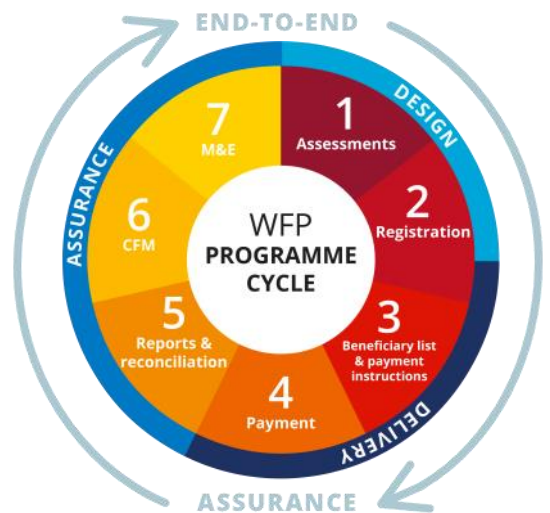 END-TO-END
DESIGN
1
Assessments
2
Registration
3
Beneficiary list
& payment
instructions
DELIVERY
4
Payment
5
Reports &
reconciliation
6
CFM
ASSURANCE
7
M&E
WFP
PROGRAMME
CYCLE
ASSURANCE